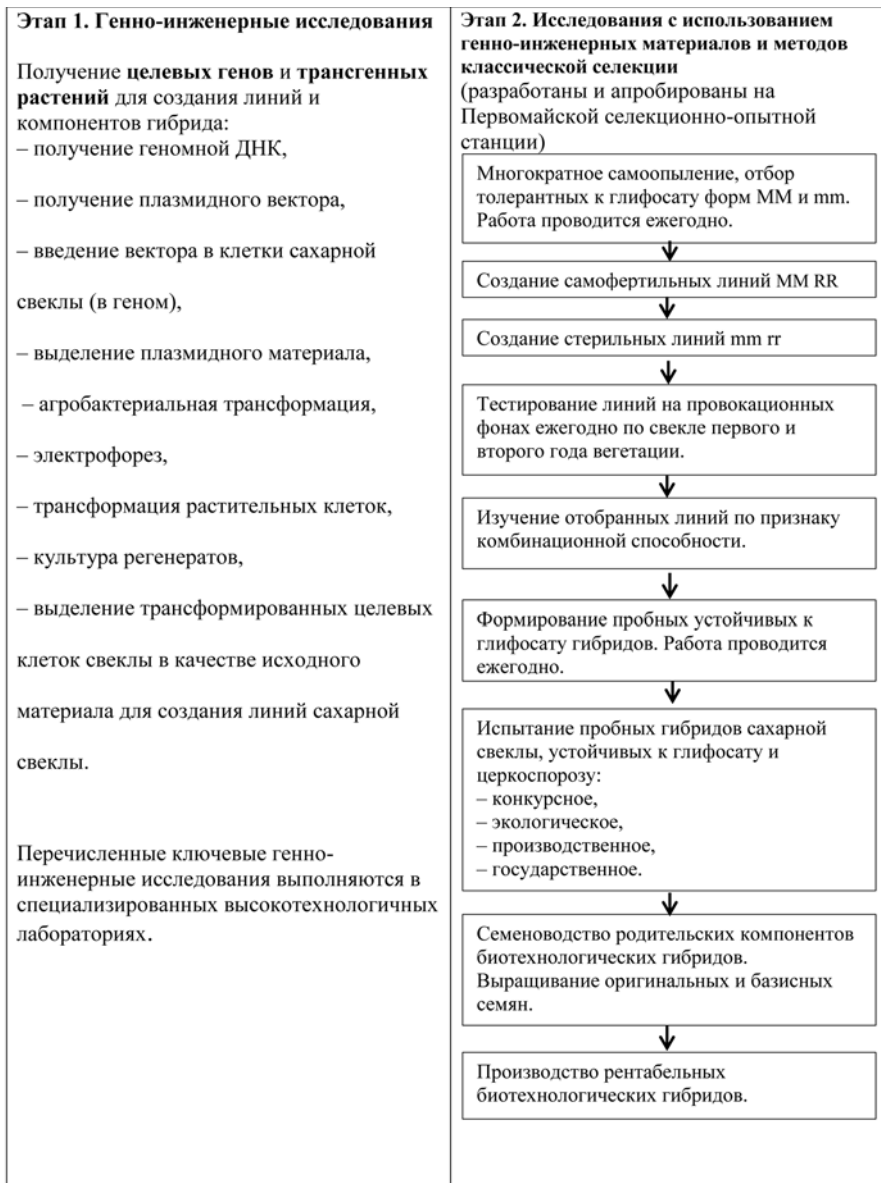 Этап 1. Генно-инженерные исследования
Получение целевых генов и трансгенных
растений для создания линий и
компонентов гибрида:
– получение геномной ДНК,
– получение плазмидного вектора,
– введение вектора в клетки сахарной
свеклы (в геном),
– выделение плазмидного материала,
– агробактериальная трансформация,
– электрофорез,
– трансформация растительных клеток,
– культура регенератов,
– выделение трансформированных целевых
клеток свеклы в качестве исходного
материала для создания линий сахарной
свеклы.
Перечисленные ключевые генно-
инженерные исследования выполняются в
специализированных высокотехнологичных
лабораториях.
Этап 2. Исследования с использованием
генно-инженерных материалов и методов
классической селекции
(разработаны и апробированы на
Первомайской селекционно-опытной
станции)
Многократное самоопыление, отбор
толерантных к глифосату форм ММ и mm.
Работа проводится ежегодно.
Создание самофертильных линий ММ RR
Создание стерильных линий mm rr
Тестирование линий на провокационных
фонах ежегодно по свекле первого и
второго года вегетации.
Изучение отобранных линий по признаку
комбинационной способности.
Формирование пробных устойчивых к
глифосату гибридов. Работа проводится
ежегодно.
Испытание пробных гибридов сахарной
свеклы, устойчивых к глифосату и
церкоспорозу:
– конкурсное,
– экологическое,
– производственное,
– государственное.
Семеноводство родительских компонентов
биотехнологических гибридов.
Выращивание оригинальных и базисных
семян.
Производство рентабельных
биотехнологических гибридов.